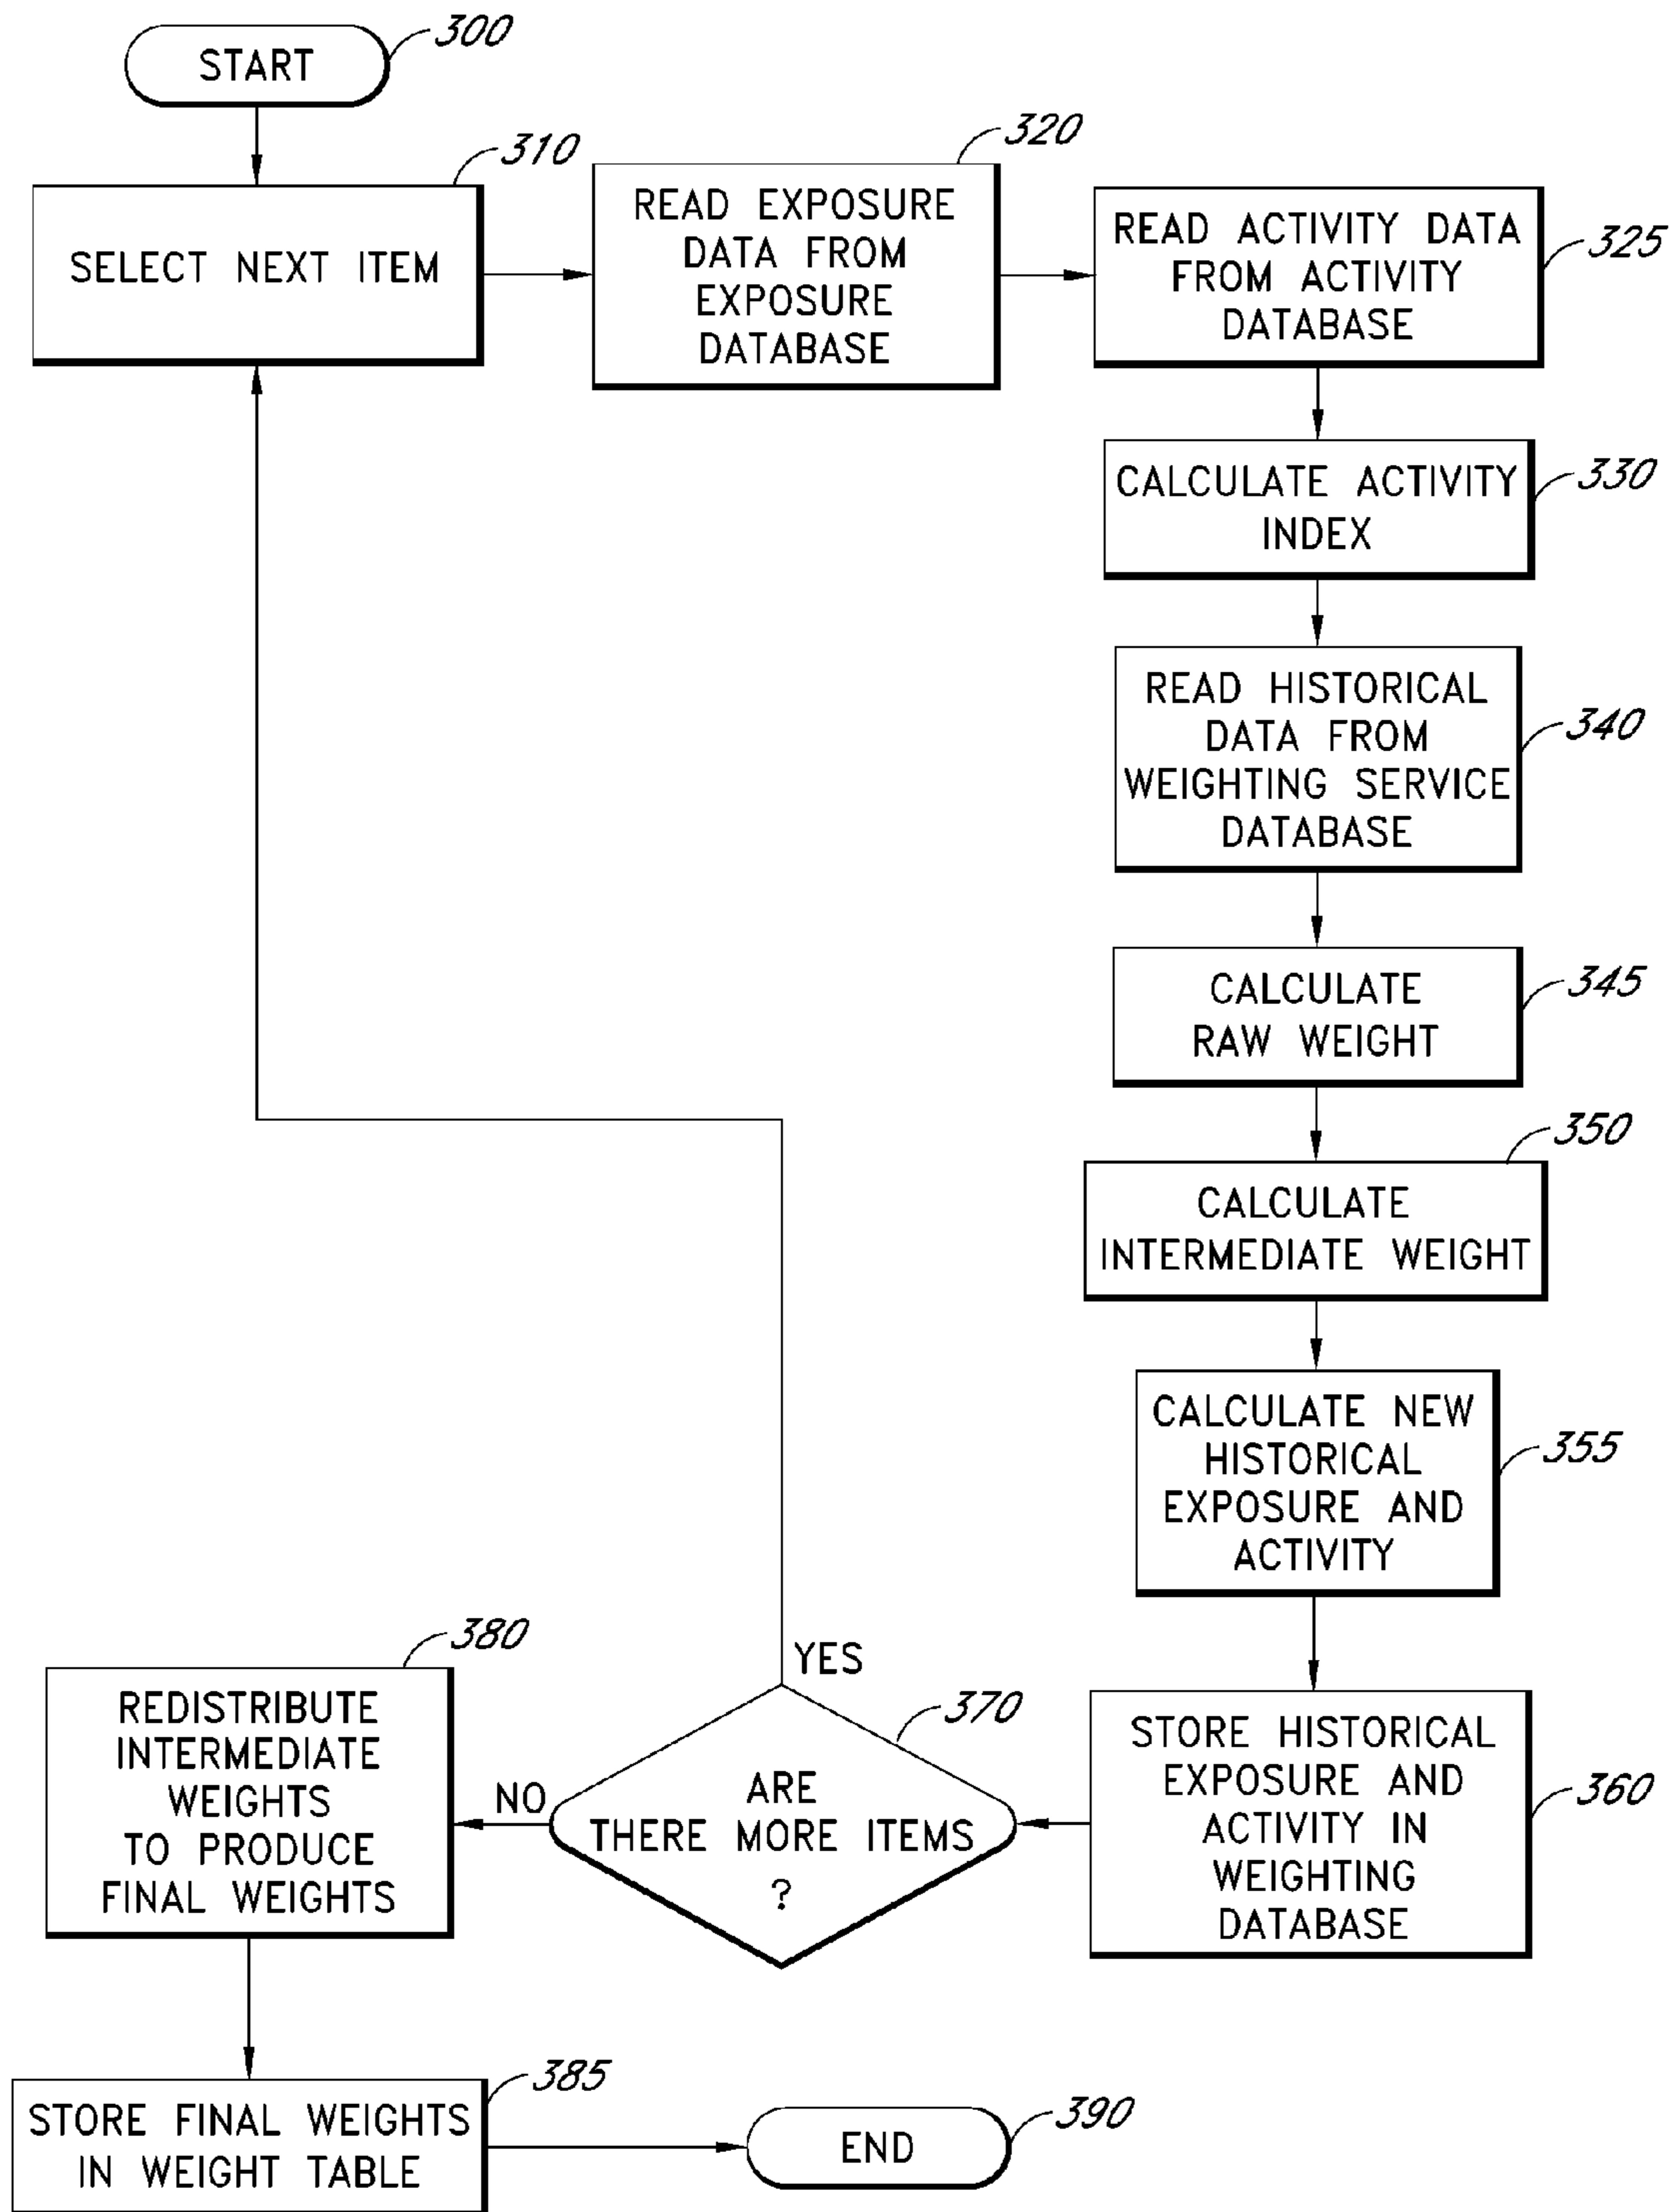 START
300
SELECT NEXT ITEM
310
READ EXPOSURE
DATA FROM
EXPOSURE
DATABASE
320
READ ACTIVITY DATA
FROM ACTIVITY
DATABASE
325
CALCULATE ACTIVITY
INDEX
330
READ HISTORICAL
DATA FROM
WEIGHTING SERVICE
DATABASE
340
CALCULATE
RAW WEIGHT
345
CALCULATE
INTERMEDIATE WEIGHT
350
CALCULATE NEW
HISTORICAL
EXPOSURE AND
ACTIVITY
355
STORE HISTORICAL
EXPOSURE AND
ACTIVITY IN
WEIGHTING
DATABASE
360
ARE
THERE MORE ITEMS
?
370
YES
NO
REDISTRIBUTE
INTERMEDIATE
WEIGHTS
TO PRODUCE
FINAL WEIGHTS
380
STORE FINAL WEIGHTS
IN WEIGHT TABLE
385
END
390